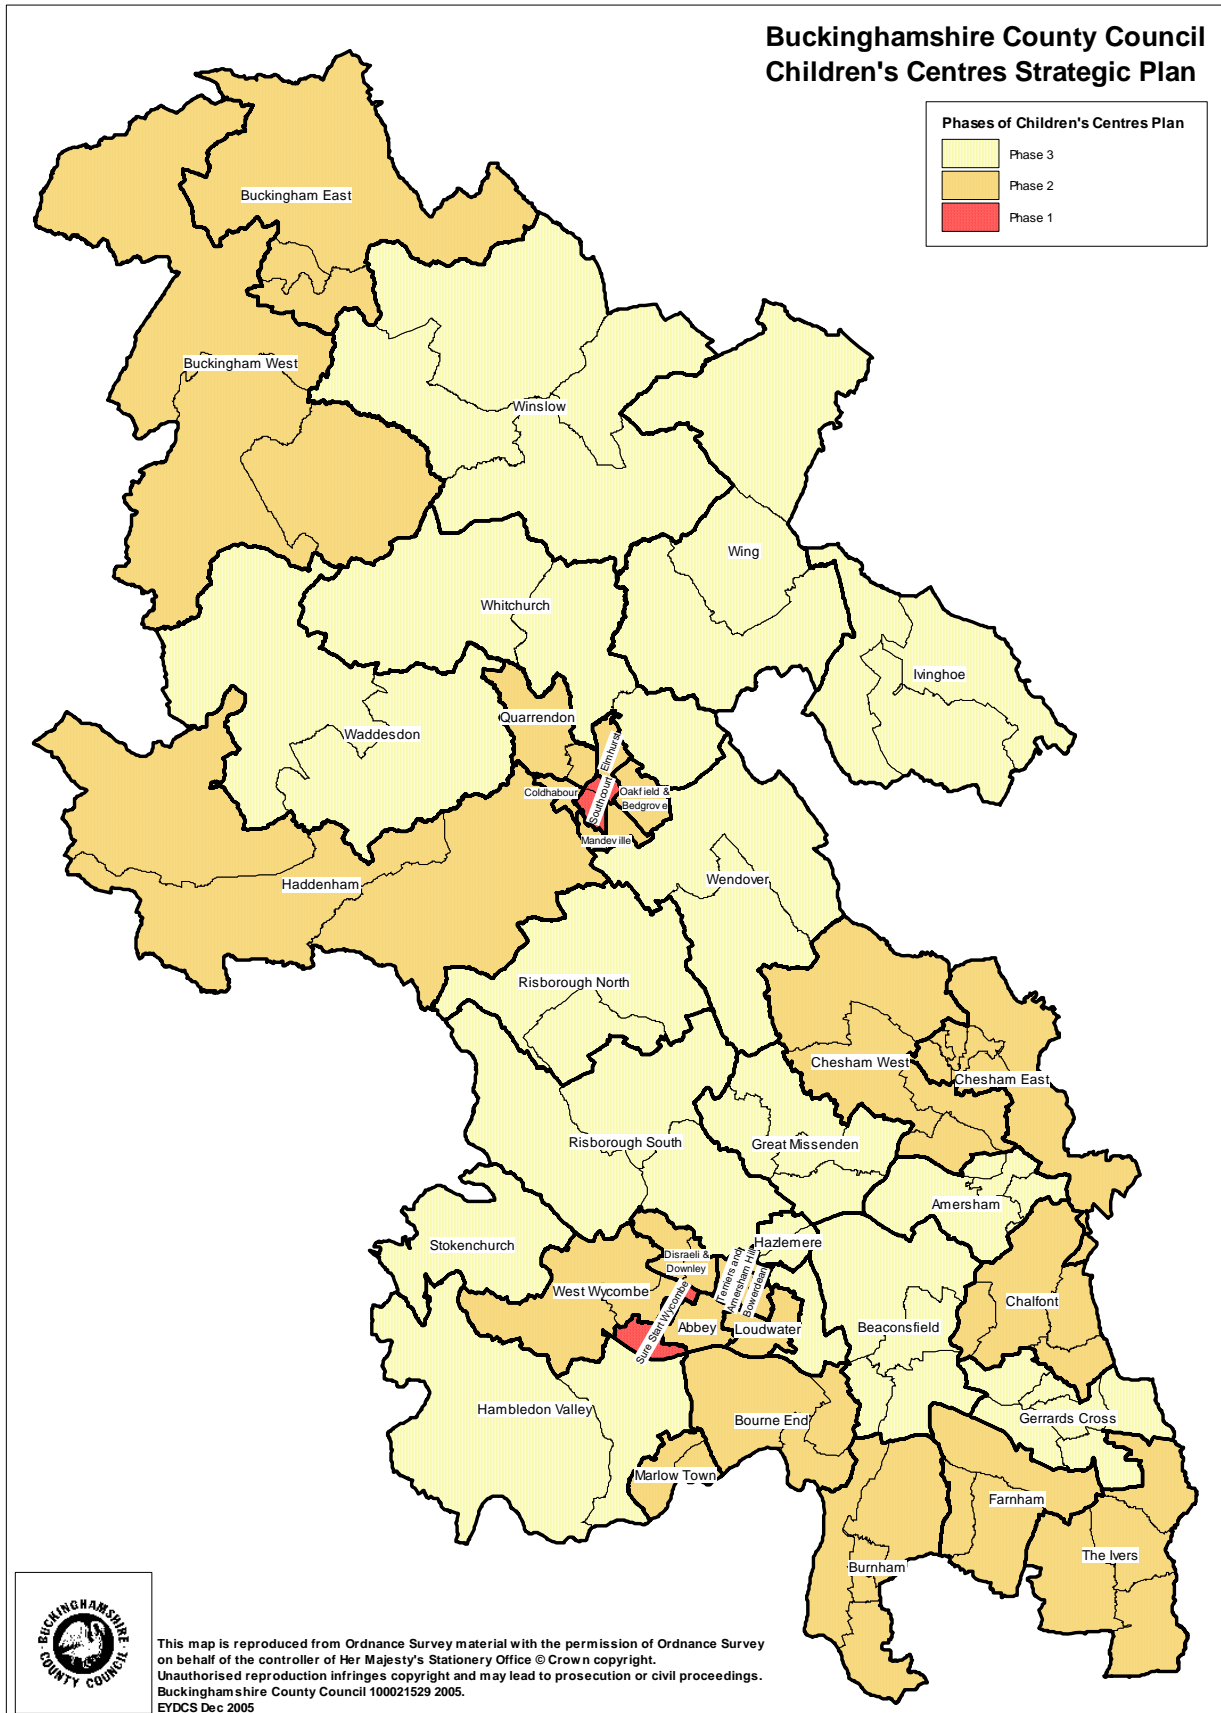 Buckinghamshire County Council
Children's Centres Strategic Plan
Phases of Children's Centres Plan
Phase 3
Phase 2
Phase 1
Buckingham East
Buckingham West
Winslow
Wing
Whitchurch
Ivinghoe
Quarrendon
Waddesdon
Elmhurst
Southcourt
Coldhabour
Oakfield &
Bedgrove
Mandeville
Haddenham
Wendover
Risborough North
Chesham West
Chesham East
Risborough South
Great Missenden
Amersham
Stokenchurch
Hazlemere
Disraeli &
Downley
Terriers and
Amersham Hill
Bowerdean
West Wycombe
Sure Start Wycombe
Abbey
Loudwater
Beaconsfield
Chalfont
Hambledon Valley
Bourne End
Gerrards Cross
Marlow Town
Farnham
The Ivers
Burnham
BUCKINGHAMSHIRE
COUNTY COUNCIL
This map is reproduced from Ordnance Survey material with the permission of Ordnance Survey
on behalf of the controller of Her Majesty's Stationery Office © Crown copyright.
Unauthorised reproduction infringes copyright and may lead to prosecution or civil proceedings.
Buckinghamshire County Council 100021529 2005.
EYDCS Dec 2005